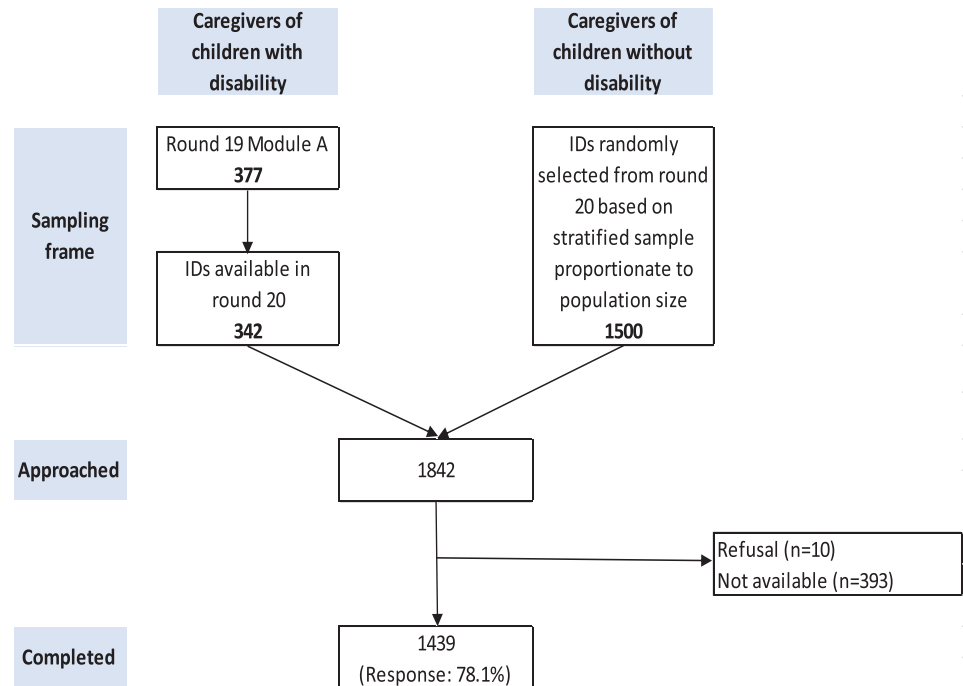 Caregivers of
children with
disability
Caregivers of
children without
disability
Sampling
frame
Round 19 Module A
377
IDs available in
round 20
342
IDs randomly
selected from round
20 based on
stratified sample
proportionate to
population size
1500
Approached
1842
Refusal (n=10)
Not available (n=393)
Completed
1439
(Response: 78.1%)